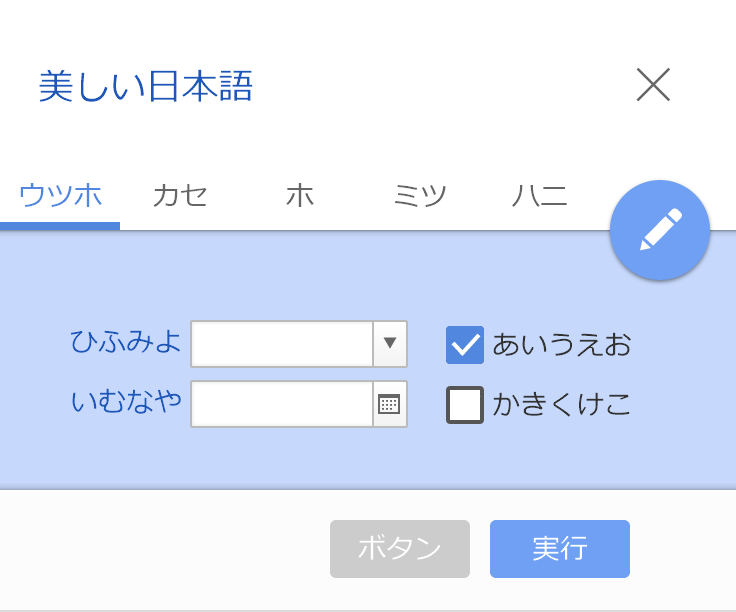 美しい日本語
ウツホ カセ ホ ミツ ハニ
ひふみよ あいうえお
いむなや かきくけこ
ボタン 実行